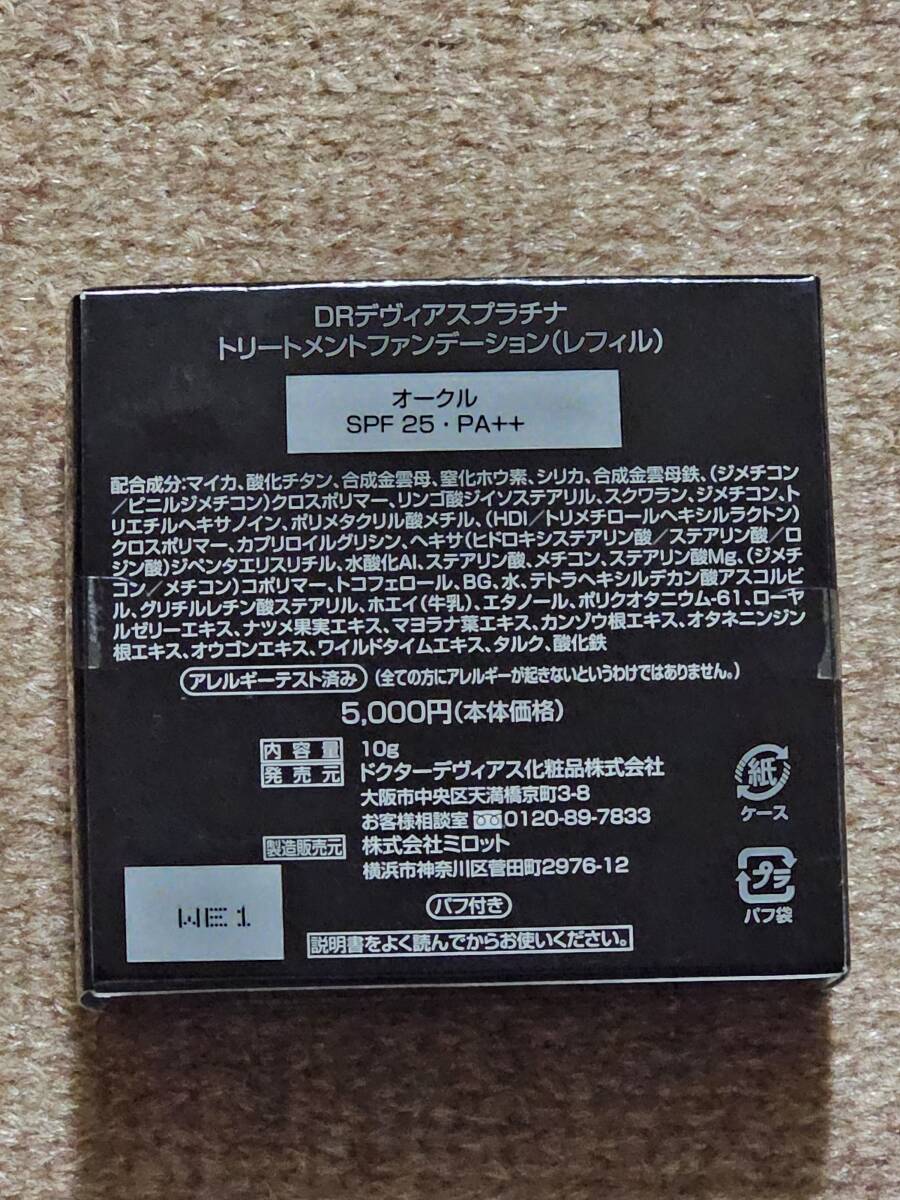 DRデヴィアスプラチナ
トリートメントファンデーション(レフィル)
オークル
SPF 25・PA++
配合成分:マイカ、酸化チタン、合成金雲母、窒化ホウ素、シリカ、合成金雲母鉄、(ジメチコン
/ビニルジメチコン)クロスポリマー、リンゴ酸ジイソステアリル、スクワラン、ジメチコン、ト
リエチルヘキサノイン、ポリメタクリル酸メチル、(HDI/トリメチロールヘキシルラクトン)
クロスポリマー、カプリロイルグリシン、ヘキサ(ヒドロキシステアリン酸/ステアリン酸/ロ
ジン酸)ジペンタエリスリチル、水酸化Al、ステアリン酸、メチコン、ステアリン酸Mg、(ジメチ
コン/メチコン)コポリマー、トコフェロール、BG、水、テトラヘキシルデカン酸アスコルビ
ル、グリチルレチン酸ステアリル、ホエイ(牛乳)、エタノール、ポリクオタニウム-61、ローヤ
ルゼリーエキス、ナツメ果実エキス、マヨラナ葉エキス、カンゾウ根エキス、オタネニンジン
根エキス、オウゴンエキス、ワイルドタイムエキス、タルク、酸化鉄
アレルギーテスト済み (全ての方にアレルギーが起きないというわけではありません。)
5,000円(本体価格)
内容量 10g
発売元 ドクターデヴィアス化粧品株式会社
大阪市中央区天満橋京町3-8
お客様相談室 0120-89-7833
製造販売元 株式会社ミロット
横浜市神奈川区菅田町2976-12
パフ付き
説明書をよく読んでからお使いください。
WE1
紙
ケース
プラ
パフ袋